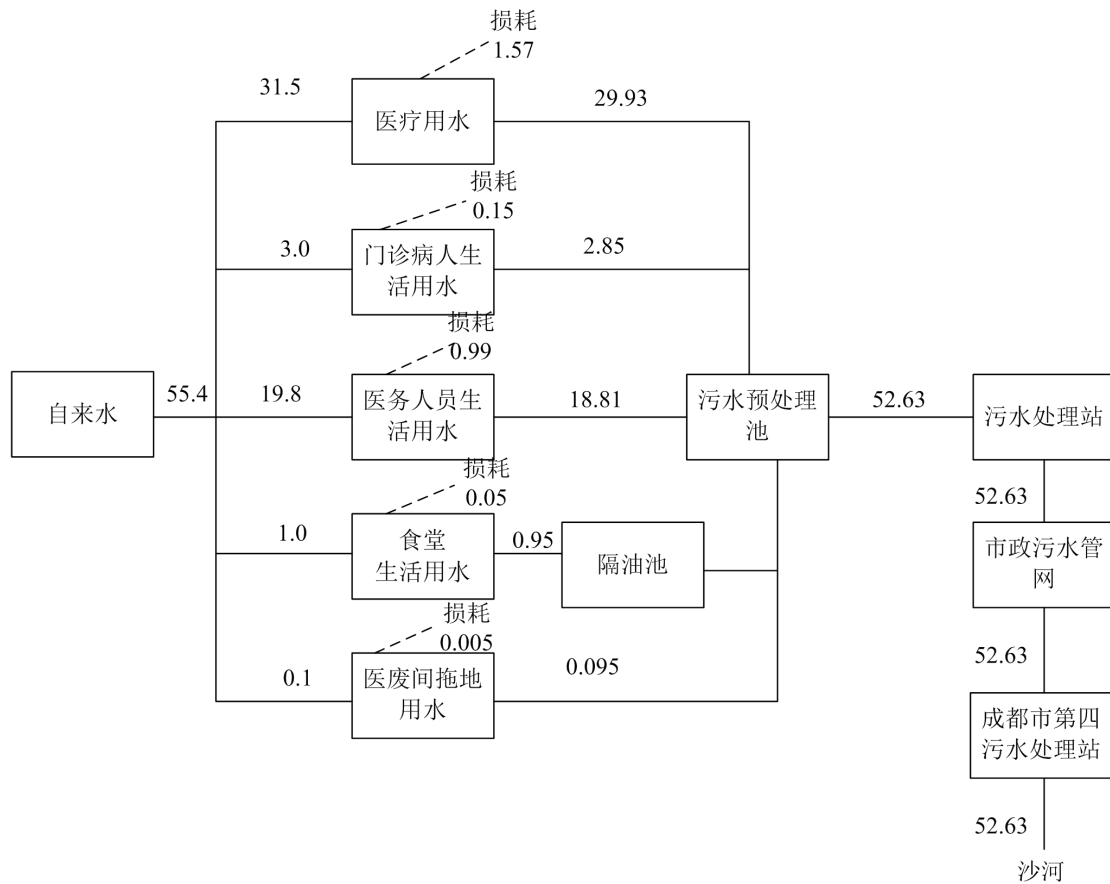 损耗
1.57
31.5
医疗用水
29.93
损耗
0.15
3.0
门诊病人生
活用水
2.85
损耗
0.99
自来水
55.4
19.8
医务人员生
活用水
18.81
污水预处理
池
52.63
污水处理站
损耗
0.05
52.63
1.0
食堂
生活用水
0.95
隔油池
市政污水管
网
损耗
0.005
52.63
0.1
医废间拖地
用水
0.095
成都市第四
污水处理站
52.63
沙河